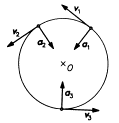 v₁
v₂
a₂
a₁
O
a₃
v₃